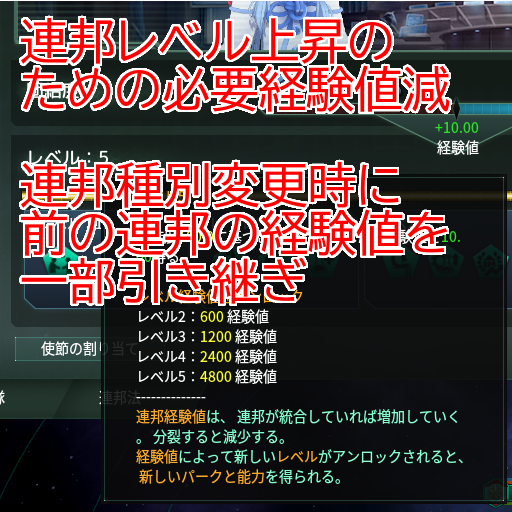 連邦レベル上昇の
ための必要経験値減
+10.00
経験値
レベル：5
連邦種別変更時に
前の連邦の経験値を
10.
一部引き継ぎ
レベル2：600 経験値
使節の割り当て
レベル3：1200 経験値
レベル4：2400 経験値
レベル5：4800 経験値
隊
連邦法
--------------
連邦経験値は、連邦が統合していれば増加していく
。分裂すると減少する。
経験値によって新しいレベルがアンロックされると、
新しいパークと能力を得られる。